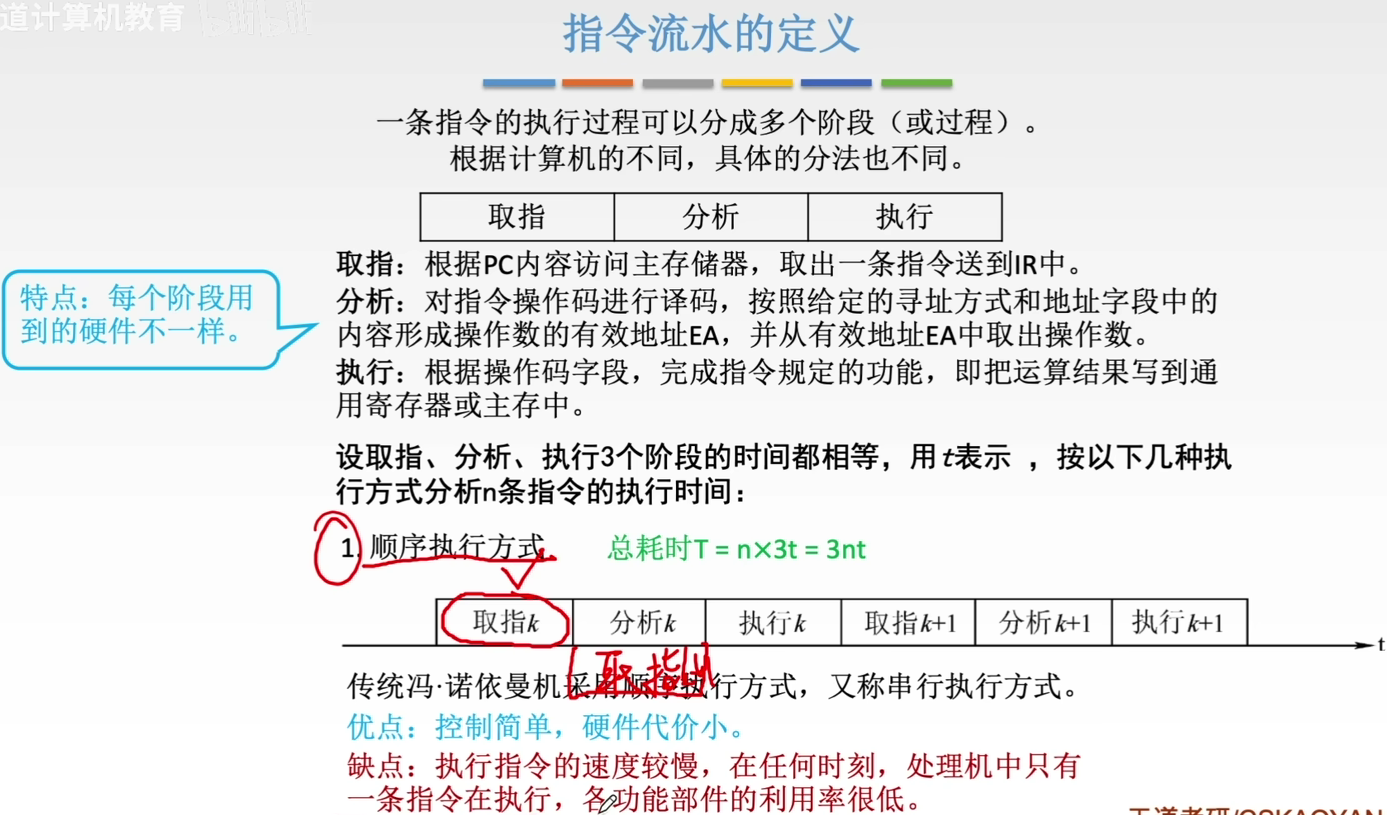 道计算机教育 bilibili
指令流水的定义
一条指令的执行过程可以分成多个阶段（或过程）。
根据计算机的不同，具体的分法也不同。
取指 分析 执行
取指：根据PC内容访问主存储器，取出一条指令送到IR中。
特点：每个阶段用
到的硬件不一样。
分析：对指令操作码进行译码，按照给定的寻址方式和地址字段中的
内容形成操作数的有效地址EA，并从有效地址EA中取出操作数。
执行：根据操作码字段，完成指令规定的功能，即把运算结果写到通
用寄存器或主存中。
设取指、分析、执行3个阶段的时间都相等，用t表示 ，按以下几种执
行方式分析n条指令的执行时间：
1. 顺序执行方式. 总耗时T = n×3t = 3nt
取指k 分析k 执行k 取指k+1 分析k+1 执行k+1
t
取指
传统冯·诺依曼机采用顺序执行方式，又称串行执行方式。
优点：控制简单，硬件代价小。
缺点：执行指令的速度较慢，在任何时刻，处理机中只有
一条指令在执行，各功能部件的利用率很低。
王道考研/CSKAOYAN